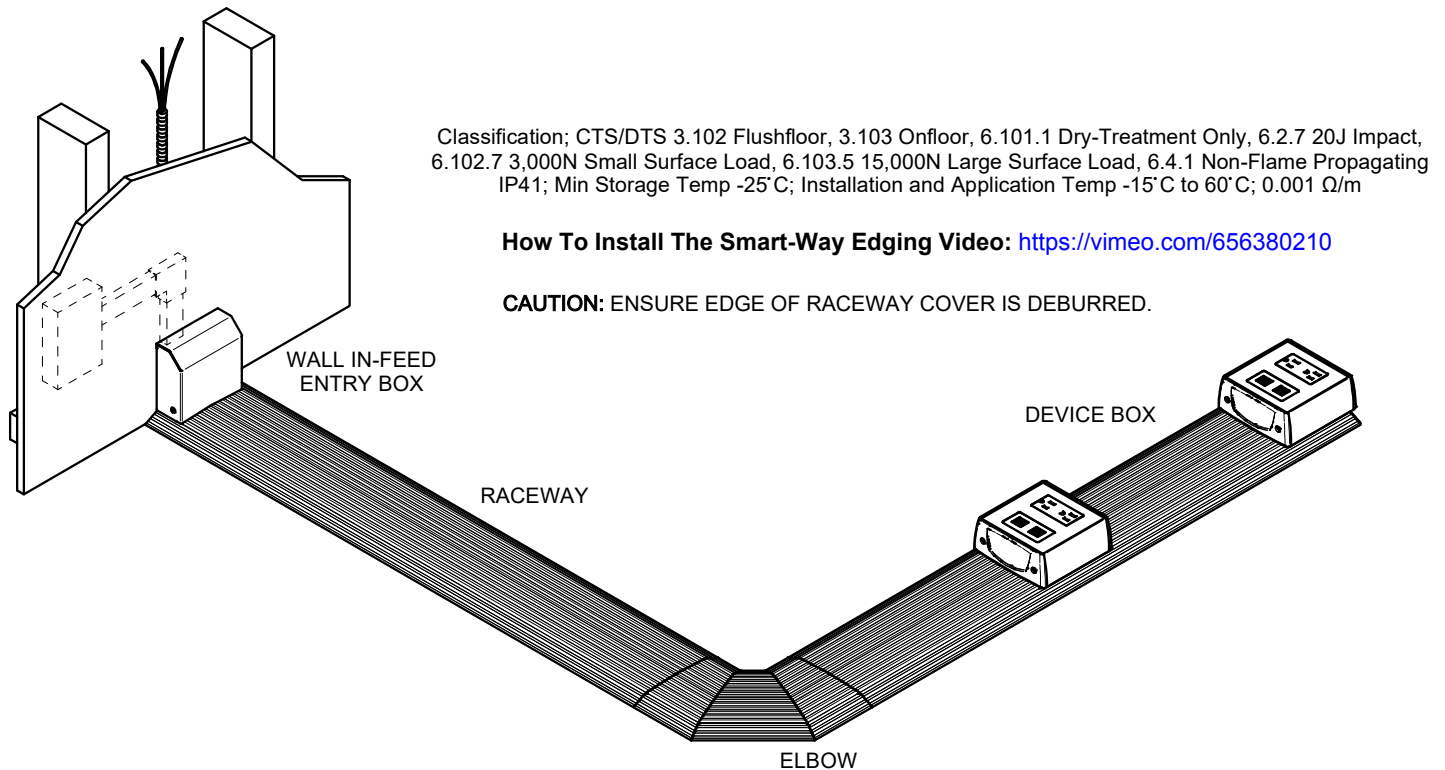 Classification; CTS/DTS 3.102 Flushfloor, 3.103 Onfloor, 6.101.1 Dry-Treatment Only, 6.2.7 20J Impact,
6.102.7 3,000N Small Surface Load, 6.103.5 15,000N Large Surface Load, 6.4.1 Non-Flame Propagating
IP41; Min Storage Temp -25˚C; Installation and Application Temp -15˚C to 60˚C; 0.001 Ω/m
How To Install The Smart-Way Edging Video: https://vimeo.com/656380210
CAUTION: ENSURE EDGE OF RACEWAY COVER IS DEBURRED.
WALL IN-FEED
ENTRY BOX
DEVICE BOX
RACEWAY
ELBOW